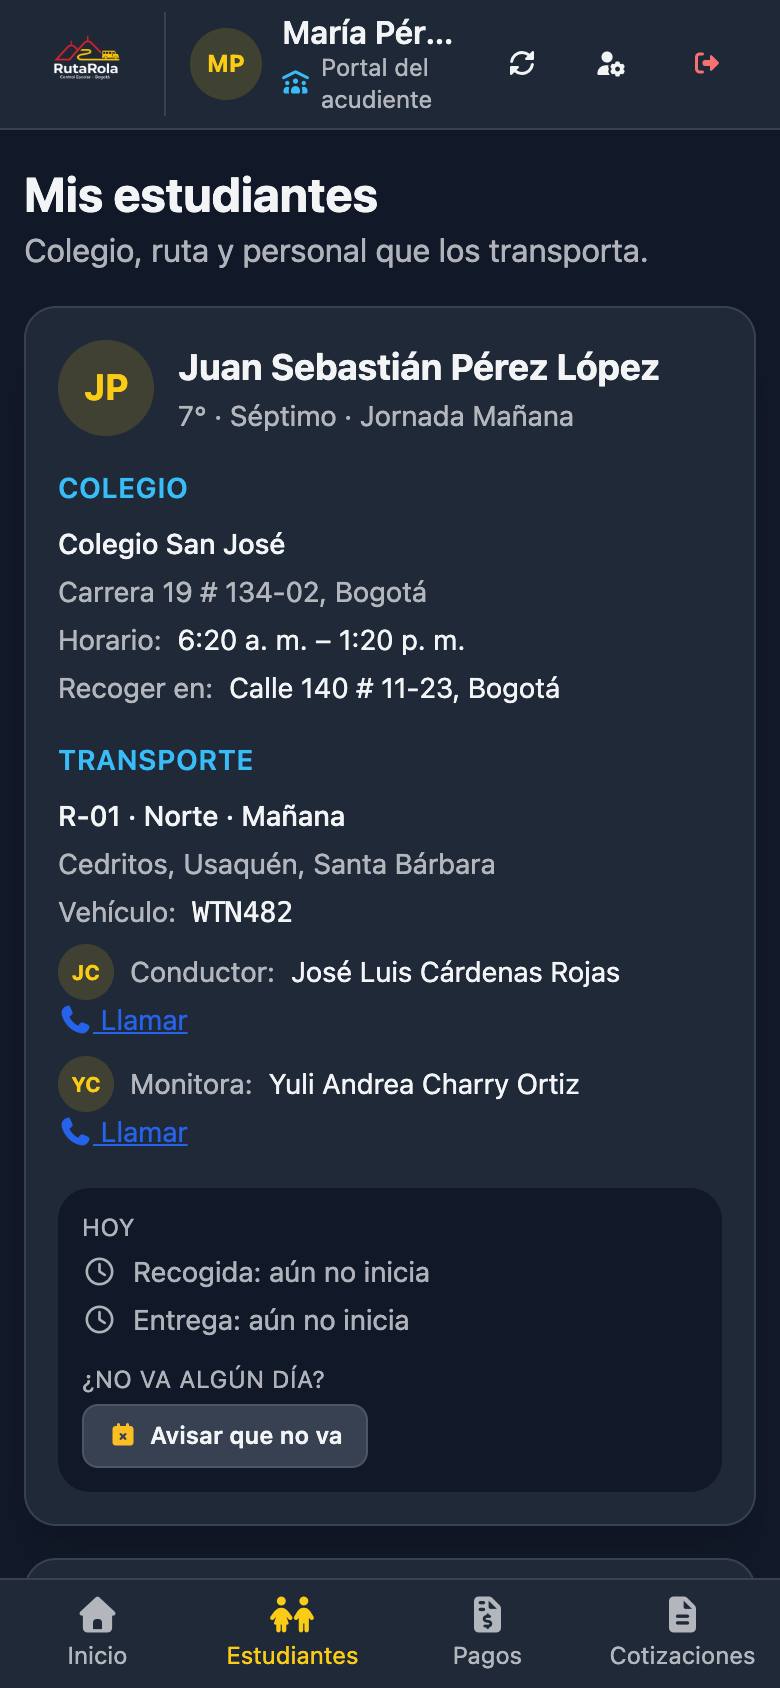 RutaRola
Control Escolar · Bogotá
MP
María Pér...
Portal del
acudiente
Mis estudiantes
Colegio, ruta y personal que los transporta.
JP
Juan Sebastián Pérez López
7° · Séptimo · Jornada Mañana
COLEGIO
Colegio San José
Carrera 19 # 134-02, Bogotá
Horario: 6:20 a. m. – 1:20 p. m.
Recoger en: Calle 140 # 11-23, Bogotá
TRANSPORTE
R-01 · Norte · Mañana
Cedritos, Usaquén, Santa Bárbara
Vehículo: WTN482
JC Conductor: José Luis Cárdenas Rojas
Llamar
YC Monitora: Yuli Andrea Charry Ortiz
Llamar
HOY
Recogida: aún no inicia
Entrega: aún no inicia
¿NO VA ALGÚN DÍA?
Avisar que no va
Inicio
Estudiantes
Pagos
Cotizaciones